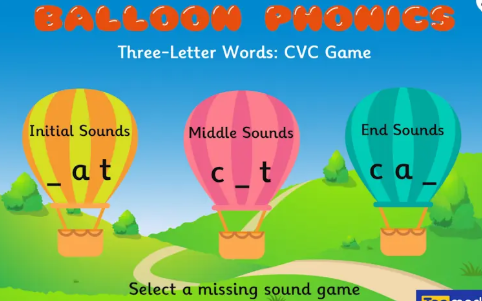 BALLOON PHONICS
Three-Letter Words: CVC Game
Initial Sounds
_ a t
Middle Sounds
c _ t
End Sounds
c a _
Select a missing sound game